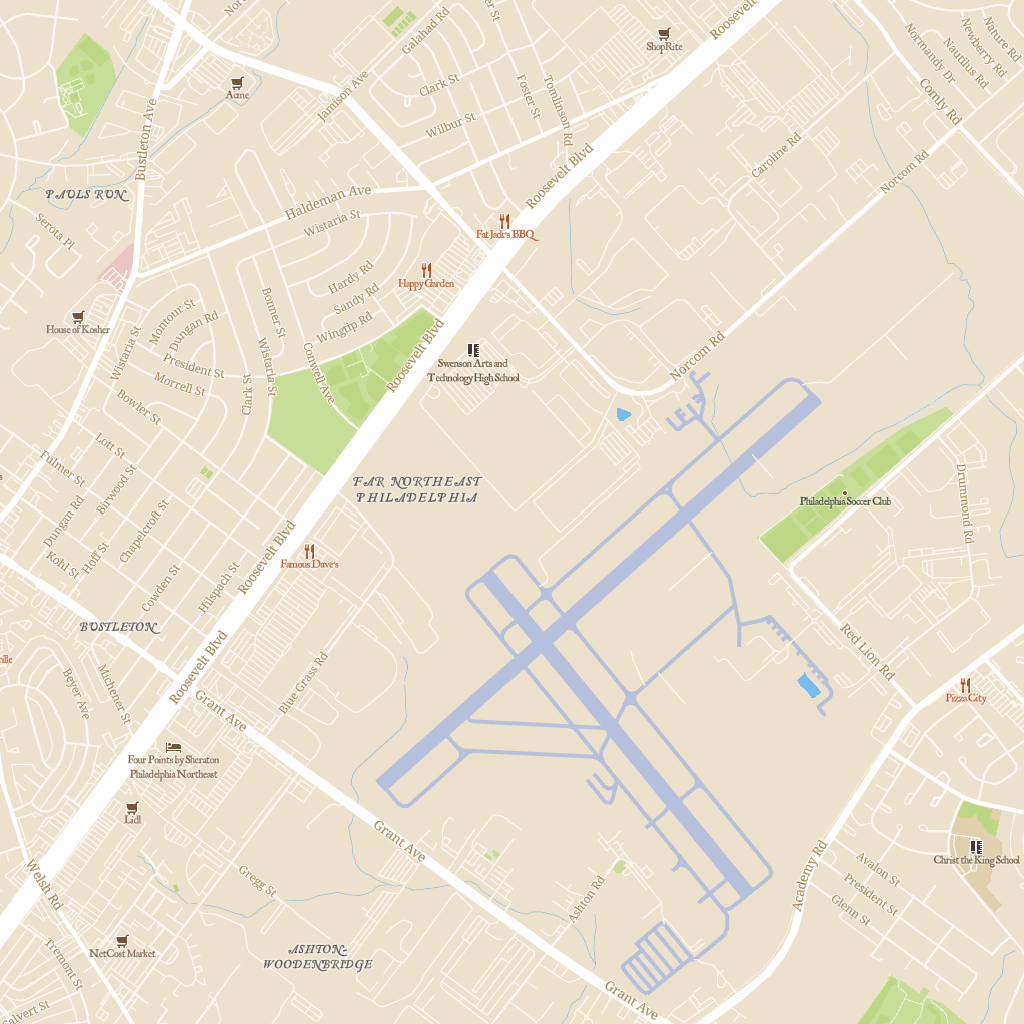 Galahad Rd
Roosevelt
ShopRite
Nature Rd
Newberry Rd
Nautilus Rd
Normandy Dr
Acme
Clark St
Foster St
Tomlinson Rd
Jamison Ave
Comly Rd
Bustleton Ave
Wilbur St
Caroline Rd
Norcom Rd
Roosevelt Blvd
PAULS RUN
Haldeman Ave
Wistaria St
Serota Pl
Fat Jack's BBQ
Happy Garden
Hardy Rd
Sandy Rd
Wingtip Rd
Bonner St
House of Kosher
Montour St
Dungan Rd
Wistaria St
Wistaria St
Conwell Ave
Roosevelt Blvd
Norcom Rd
President St
Morrell St
Clark St
Swenson Arts and
Technology High School
Bowler St
Lott St
Birwood St
Fulmer St
FAR NORTHEAST
PHILADELPHIA
Philadelphia Soccer Club
Drummond Rd
Dungart Rd
Chapelcroft St
Hoff St
Kohl St
Famous Dave's
Roosevelt Blvd
Cowden St
Hilspach St
BUSTLETON
Roosevelt Blvd
Red Lion Rd
Michener St
Beyer Ave
Blue Grass Rd
Grant Ave
Pizza City
Four Points by Sheraton
Philadelphia Northeast
Lidl
Grant Ave
Christ the King School
Academy Rd
Avalon St
President St
Glenn St
Welsh Rd
Gregg St
Ashton Rd
NetCost Market
Tremont St
ASHTON-
WOODENBRIDGE
Grant Ave
Calvert St